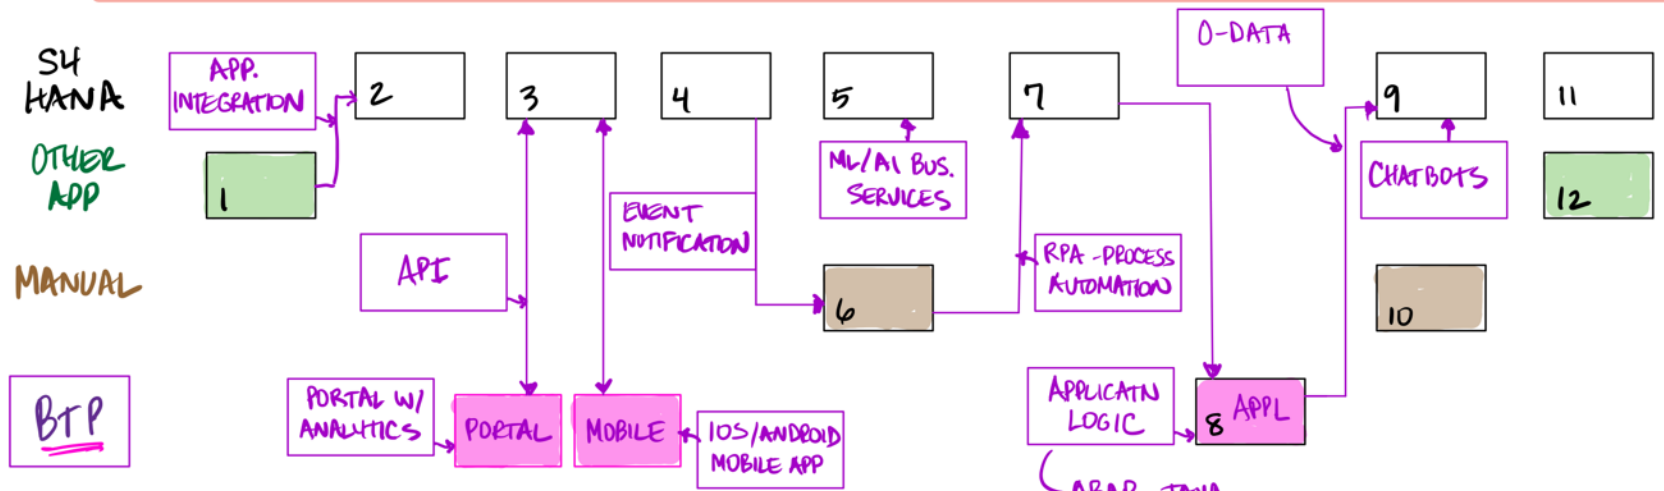 S4
HANA
APP.
INTEGRATION
2
3
4
5
7
O-DATA
9
11
OTHER
APP
1
ML/AI BUS.
SERVICES
CHATBOTS
12
EVENT
NOTIFICATION
API
RPA - PROCESS
AUTOMATION
MANUAL
6
10
BTP
PORTAL W/
ANALYTICS
PORTAL
MOBILE
IOS/ANDROID
MOBILE APP
APPLICATN
LOGIC
8 APPL